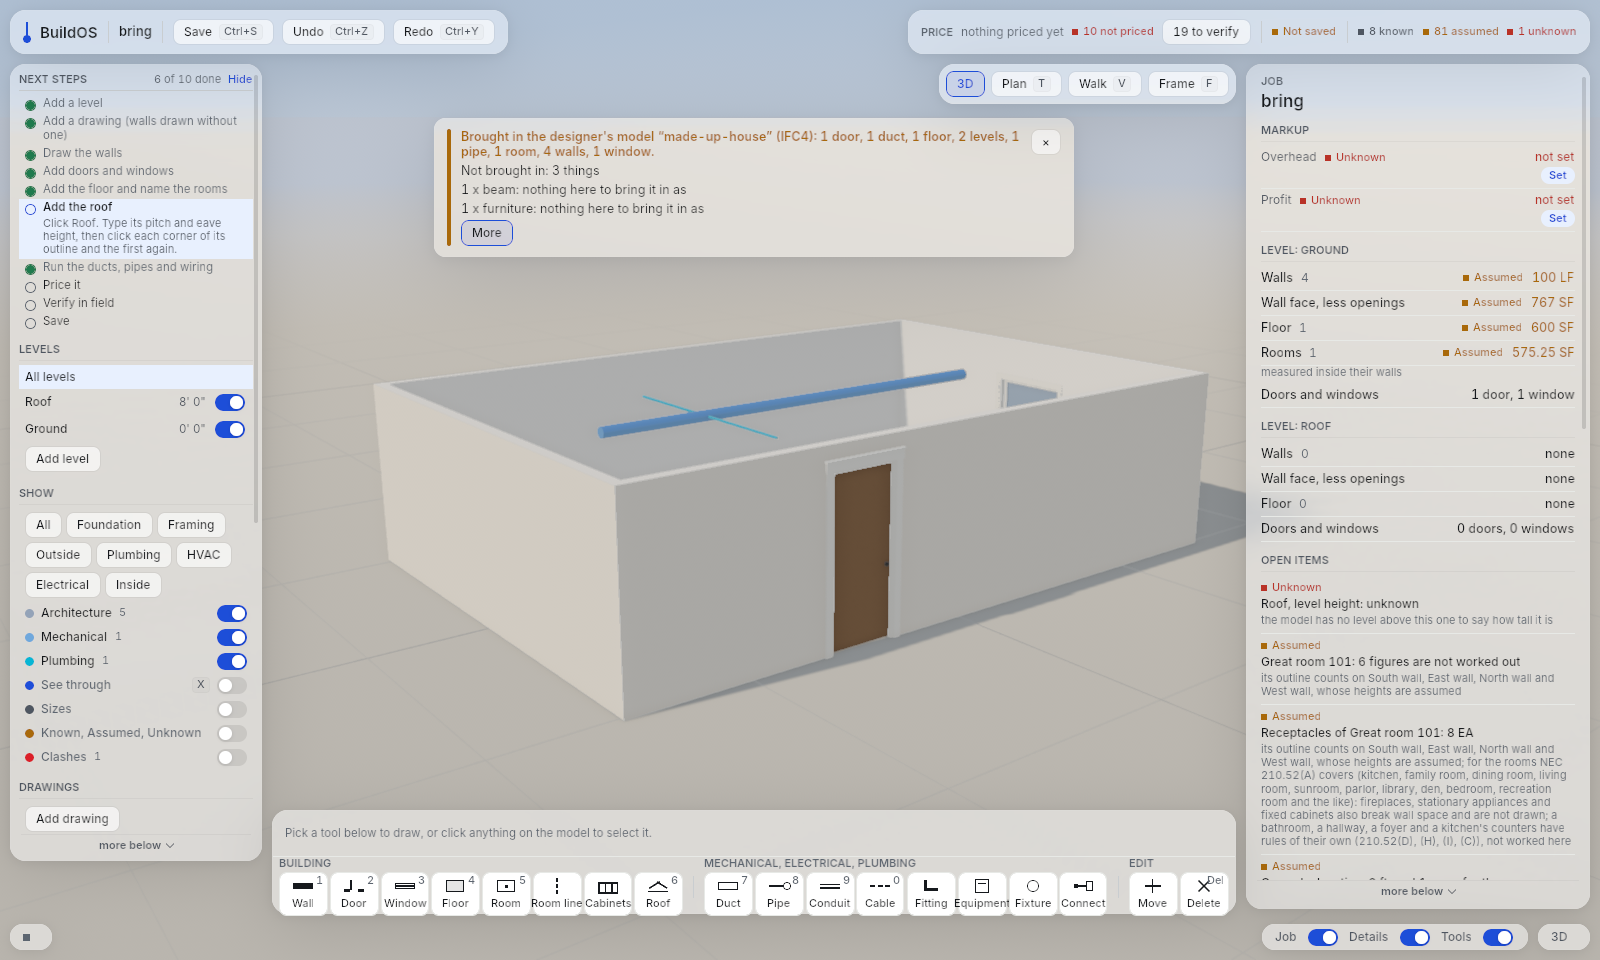 BuildOS
bring
Save Ctrl+S
Undo Ctrl+Z
Redo Ctrl+Y
PRICE nothing priced yet 10 not priced
19 to verify
Not saved
8 known 81 assumed 1 unknown
NEXT STEPS 6 of 10 done Hide
Add a level
Add a drawing (walls drawn without
one)
Draw the walls
Add doors and windows
Add the floor and name the rooms
Add the roof
Click Roof. Type its pitch and eave
height, then click each corner of its
outline and the first again.
Run the ducts, pipes and wiring
Price it
Verify in field
Save
LEVELS
All levels
Roof 8' 0"
Ground 0' 0"
Add level
SHOW
All Foundation Framing
Outside Plumbing HVAC
Electrical Inside
Architecture 5
Mechanical 1
Plumbing 1
See through X
Sizes
Known, Assumed, Unknown
Clashes 1
DRAWINGS
Add drawing
more below
3D
Plan T
Walk V
Frame F
Brought in the designer's model “made-up-house” (IFC4): 1 door, 1 duct, 1 floor, 2 levels, 1
pipe, 1 room, 4 walls, 1 window.
×
Not brought in: 3 things
1 x beam: nothing here to bring it in as
1 x furniture: nothing here to bring it in as
More
Pick a tool below to draw, or click anything on the model to select it.
BUILDING
1 Wall
2 Door
3 Window
4 Floor
5 Room
Room line
Cabinets
6 Roof
MECHANICAL, ELECTRICAL, PLUMBING
7 Duct
8 Pipe
9 Conduit
0 Cable
Fitting
Equipment
Fixture
Connect
EDIT
Move
Del Delete
JOB
bring
MARKUP
Overhead Unknown not set
Set
Profit Unknown not set
Set
LEVEL: GROUND
Walls 4 Assumed 100 LF
Wall face, less openings Assumed 767 SF
Floor 1 Assumed 600 SF
Rooms 1 Assumed 575.25 SF
measured inside their walls
Doors and windows 1 door, 1 window
LEVEL: ROOF
Walls 0 none
Wall face, less openings none
Floor 0 none
Doors and windows 0 doors, 0 windows
OPEN ITEMS
Unknown
Roof, level height: unknown
the model has no level above this one to say how tall it is
Assumed
Great room 101: 6 figures are not worked out
its outline counts on South wall, East wall, North wall and
West wall, whose heights are assumed
Assumed
Receptacles of Great room 101: 8 EA
its outline counts on South wall, East wall, North wall and
West wall, whose heights are assumed; for the rooms NEC
210.52(A) covers (kitchen, family room, dining room, living
room, sunroom, parlor, library, den, bedroom, recreation
room and the like): fireplaces, stationary appliances and
fixed cabinets also break wall space and are not drawn; a
bathroom, a hallway, a foyer and a kitchen's counters have
rules of their own (210.52(D), (H), (I), (C)), not worked here
Assumed
more below
Job Details Tools
3D